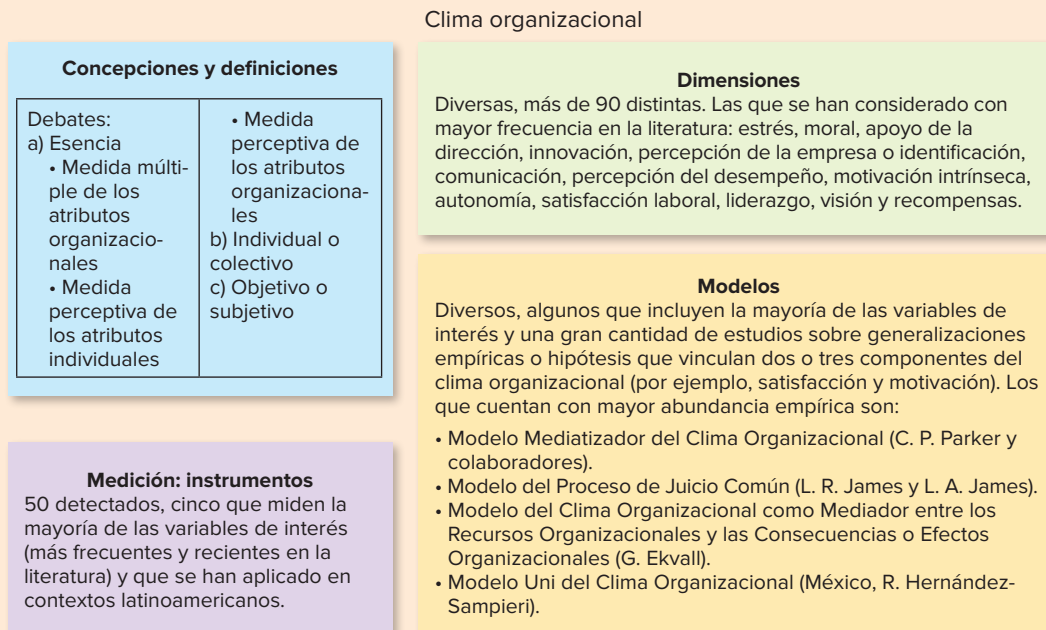 Clima organizacional
Concepciones y definiciones
Debates:
a) Esencia
• Medida múlti-
ple de los
atributos
organizacio-
nales
• Medida
perceptiva de
los atributos
individuales
• Medida
perceptiva de
los atributos
organizaciona-
les
b) Individual o
colectivo
c) Objetivo o
subjetivo
Dimensiones
Diversas, más de 90 distintas. Las que se han considerado con
mayor frecuencia en la literatura: estrés, moral, apoyo de la
dirección, innovación, percepción de la empresa o identificación,
comunicación, percepción del desempeño, motivación intrínseca,
autonomía, satisfacción laboral, liderazgo, visión y recompensas.
Medición: instrumentos
50 detectados, cinco que miden la
mayoría de las variables de interés
(más frecuentes y recientes en la
literatura) y que se han aplicado en
contextos latinoamericanos.
Modelos
Diversos, algunos que incluyen la mayoría de las variables de
interés y una gran cantidad de estudios sobre generalizaciones
empíricas o hipótesis que vinculan dos o tres componentes del
clima organizacional (por ejemplo, satisfacción y motivación). Los
que cuentan con mayor abundancia empírica son:
• Modelo Mediatizador del Clima Organizacional (C. P. Parker y
colaboradores).
• Modelo del Proceso de Juicio Común (L. R. James y L. A. James).
• Modelo del Clima Organizacional como Mediador entre los
Recursos Organizacionales y las Consecuencias o Efectos
Organizacionales (G. Ekvall).
• Modelo Uni del Clima Organizacional (México, R. Hernández-
Sampieri).